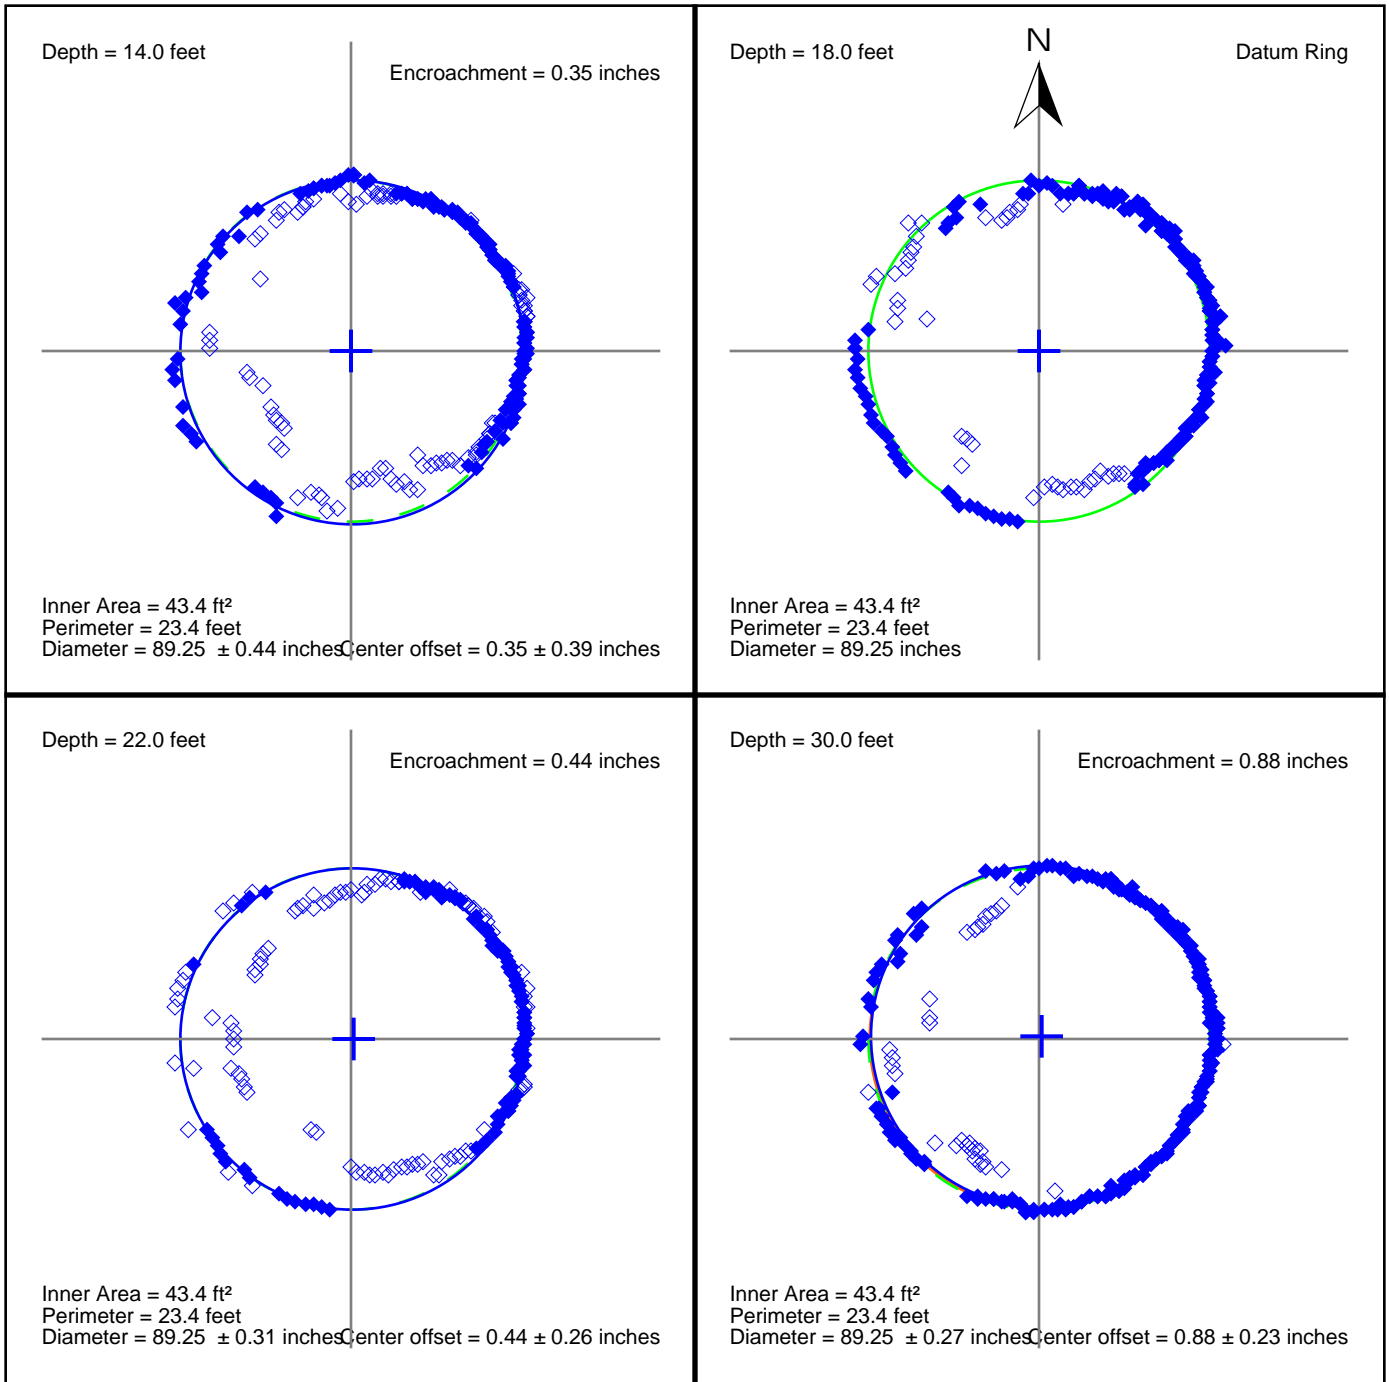 Depth = 14.0 feet
Encroachment = 0.35 inches
Inner Area = 43.4 ft²
Perimeter = 23.4 feet
Diameter = 89.25 ± 0.44 inches
Center offset = 0.35 ± 0.39 inches
Depth = 18.0 feet
N
Datum Ring
Inner Area = 43.4 ft²
Perimeter = 23.4 feet
Diameter = 89.25 inches
Depth = 22.0 feet
Encroachment = 0.44 inches
Inner Area = 43.4 ft²
Perimeter = 23.4 feet
Diameter = 89.25 ± 0.31 inches
Center offset = 0.44 ± 0.26 inches
Depth = 30.0 feet
Encroachment = 0.88 inches
Inner Area = 43.4 ft²
Perimeter = 23.4 feet
Diameter = 89.25 ± 0.27 inches
Center offset = 0.88 ± 0.23 inches